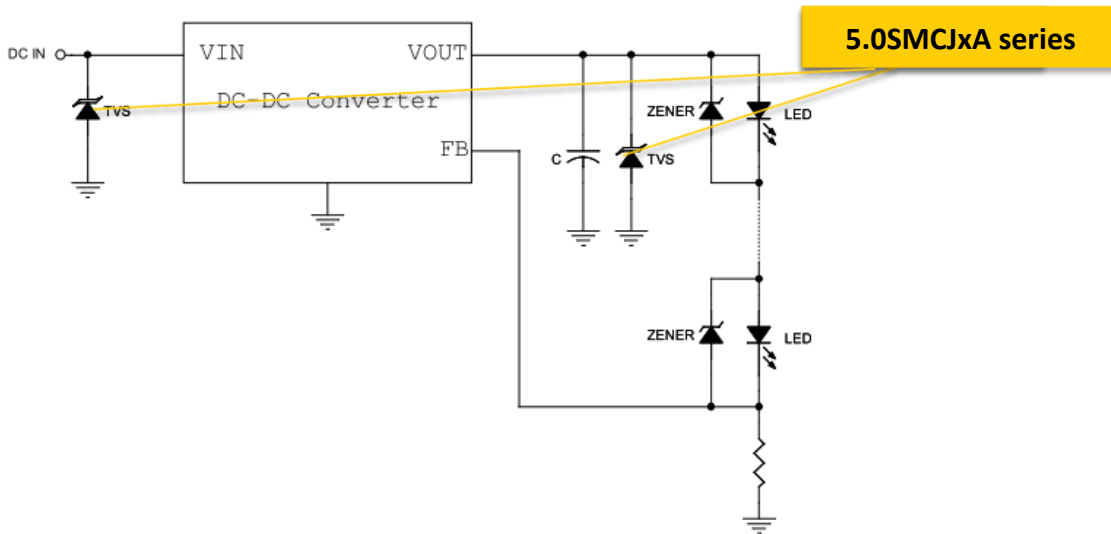 5.0SMCJxA series
DC IN
VIN
VOUT
TVS
DC-DC Converter
ZENER
LED
FB
C
TVS
ZENER
LED